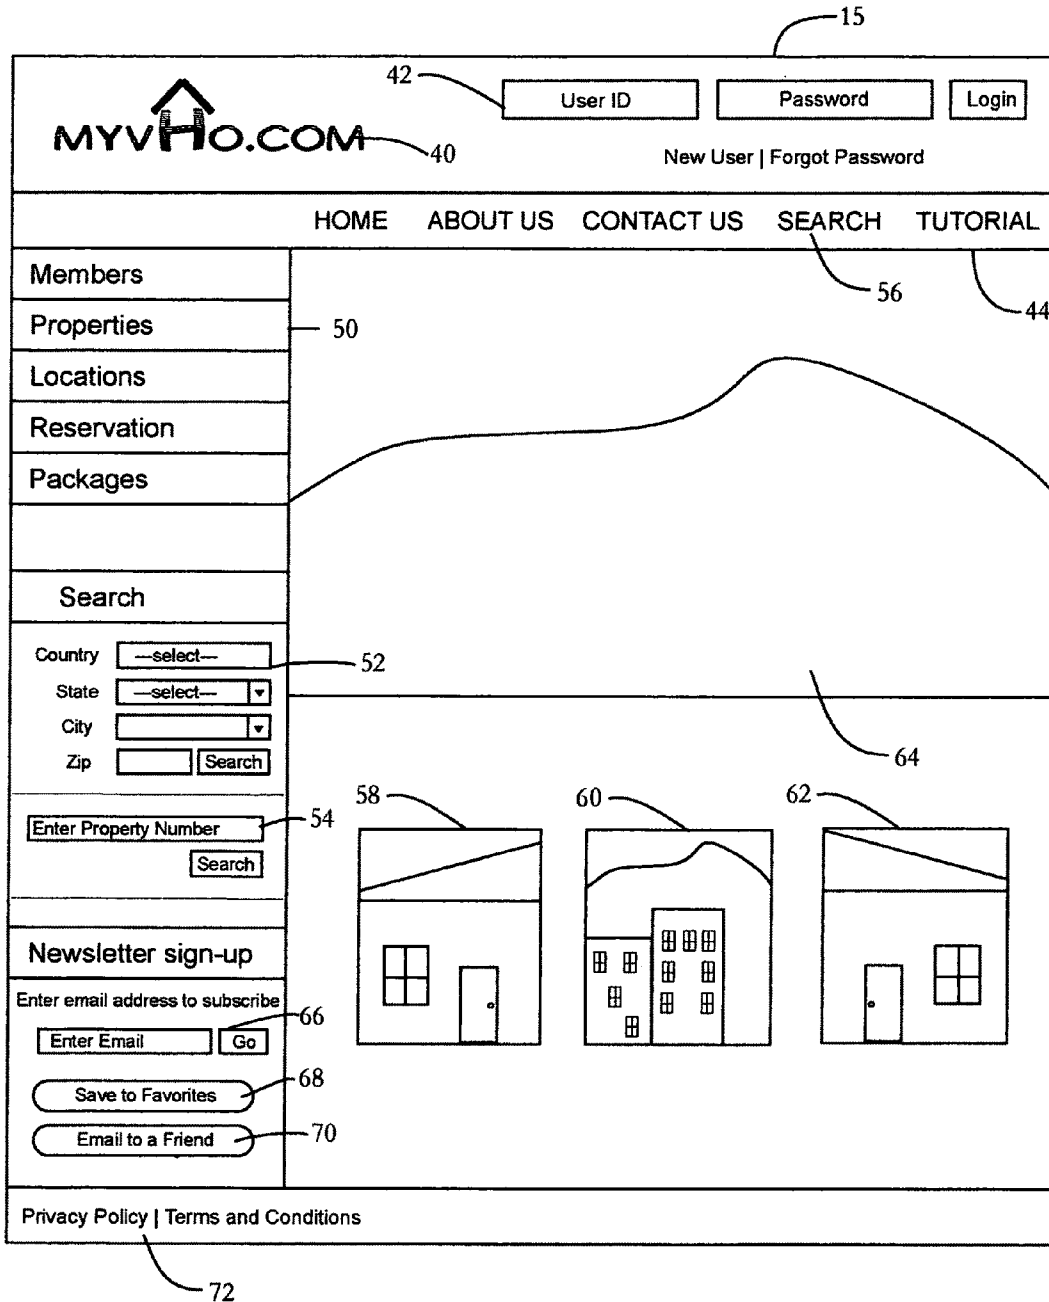 15
42
User ID Password Login
MYVHO.COM
40
New User | Forgot Password
HOME ABOUT US CONTACT US SEARCH TUTORIAL
56
44
Members
Properties
50
Locations
Reservation
Packages
Search
Country ---select---
52
State ---select---
City
Zip Search
64
58
60
62
Enter Property Number
54
Search
Newsletter sign-up
Enter email address to subscribe
66
Enter Email Go
68
Save to Favorites
Email to a Friend
70
Privacy Policy | Terms and Conditions
72